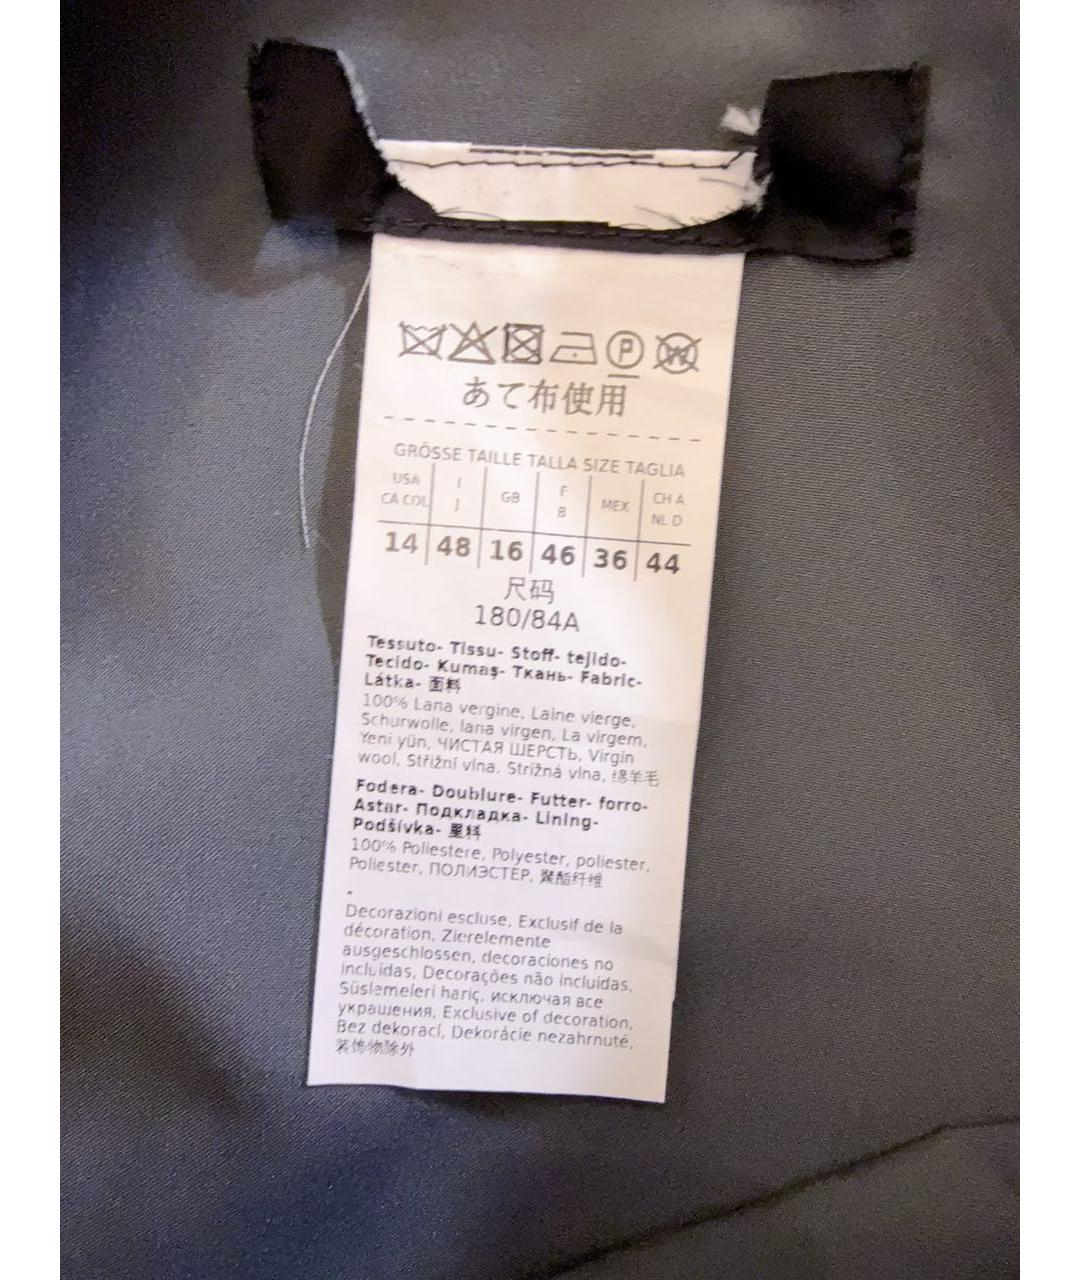 P W
あて布使用
GRÖSSE TAILLE TALLA SIZE TAGLIA
USA I GB F MEX CH A
CA COL J B NL D
14 48 16 46 36 44
尺码
180/84A
Tessuto- Tissu- Stoff- tejido-
Tecido- Kumaş- Ткань- Fabric-
Látka- 面料
100% Lana vergine, Laine vierge,
Schurwolle, lana virgen, La virgem,
Yeni yün, ЧИСТАЯ ШЕРСТЬ, Virgin
wool, Střižní vlna, Strižná vlna, 绵羊毛
Fodera- Doublure- Futter- forro-
Astar- Подкладка- Lining-
Podšívka- 里料
100% Poliestere, Polyester, poliester,
Poliester, ПОЛИЭСТЕР, 聚酯纤维
-
Decorazioni escluse, Exclusif de la
décoration, Zierelemente
ausgeschlossen, decoraciones no
incluidas, Decorações não incluídas,
Süslemeleri hariç, исключая все
украшения, Exclusive of decoration,
Bez dekorací, Dekorácie nezahrnuté,
装饰物除外